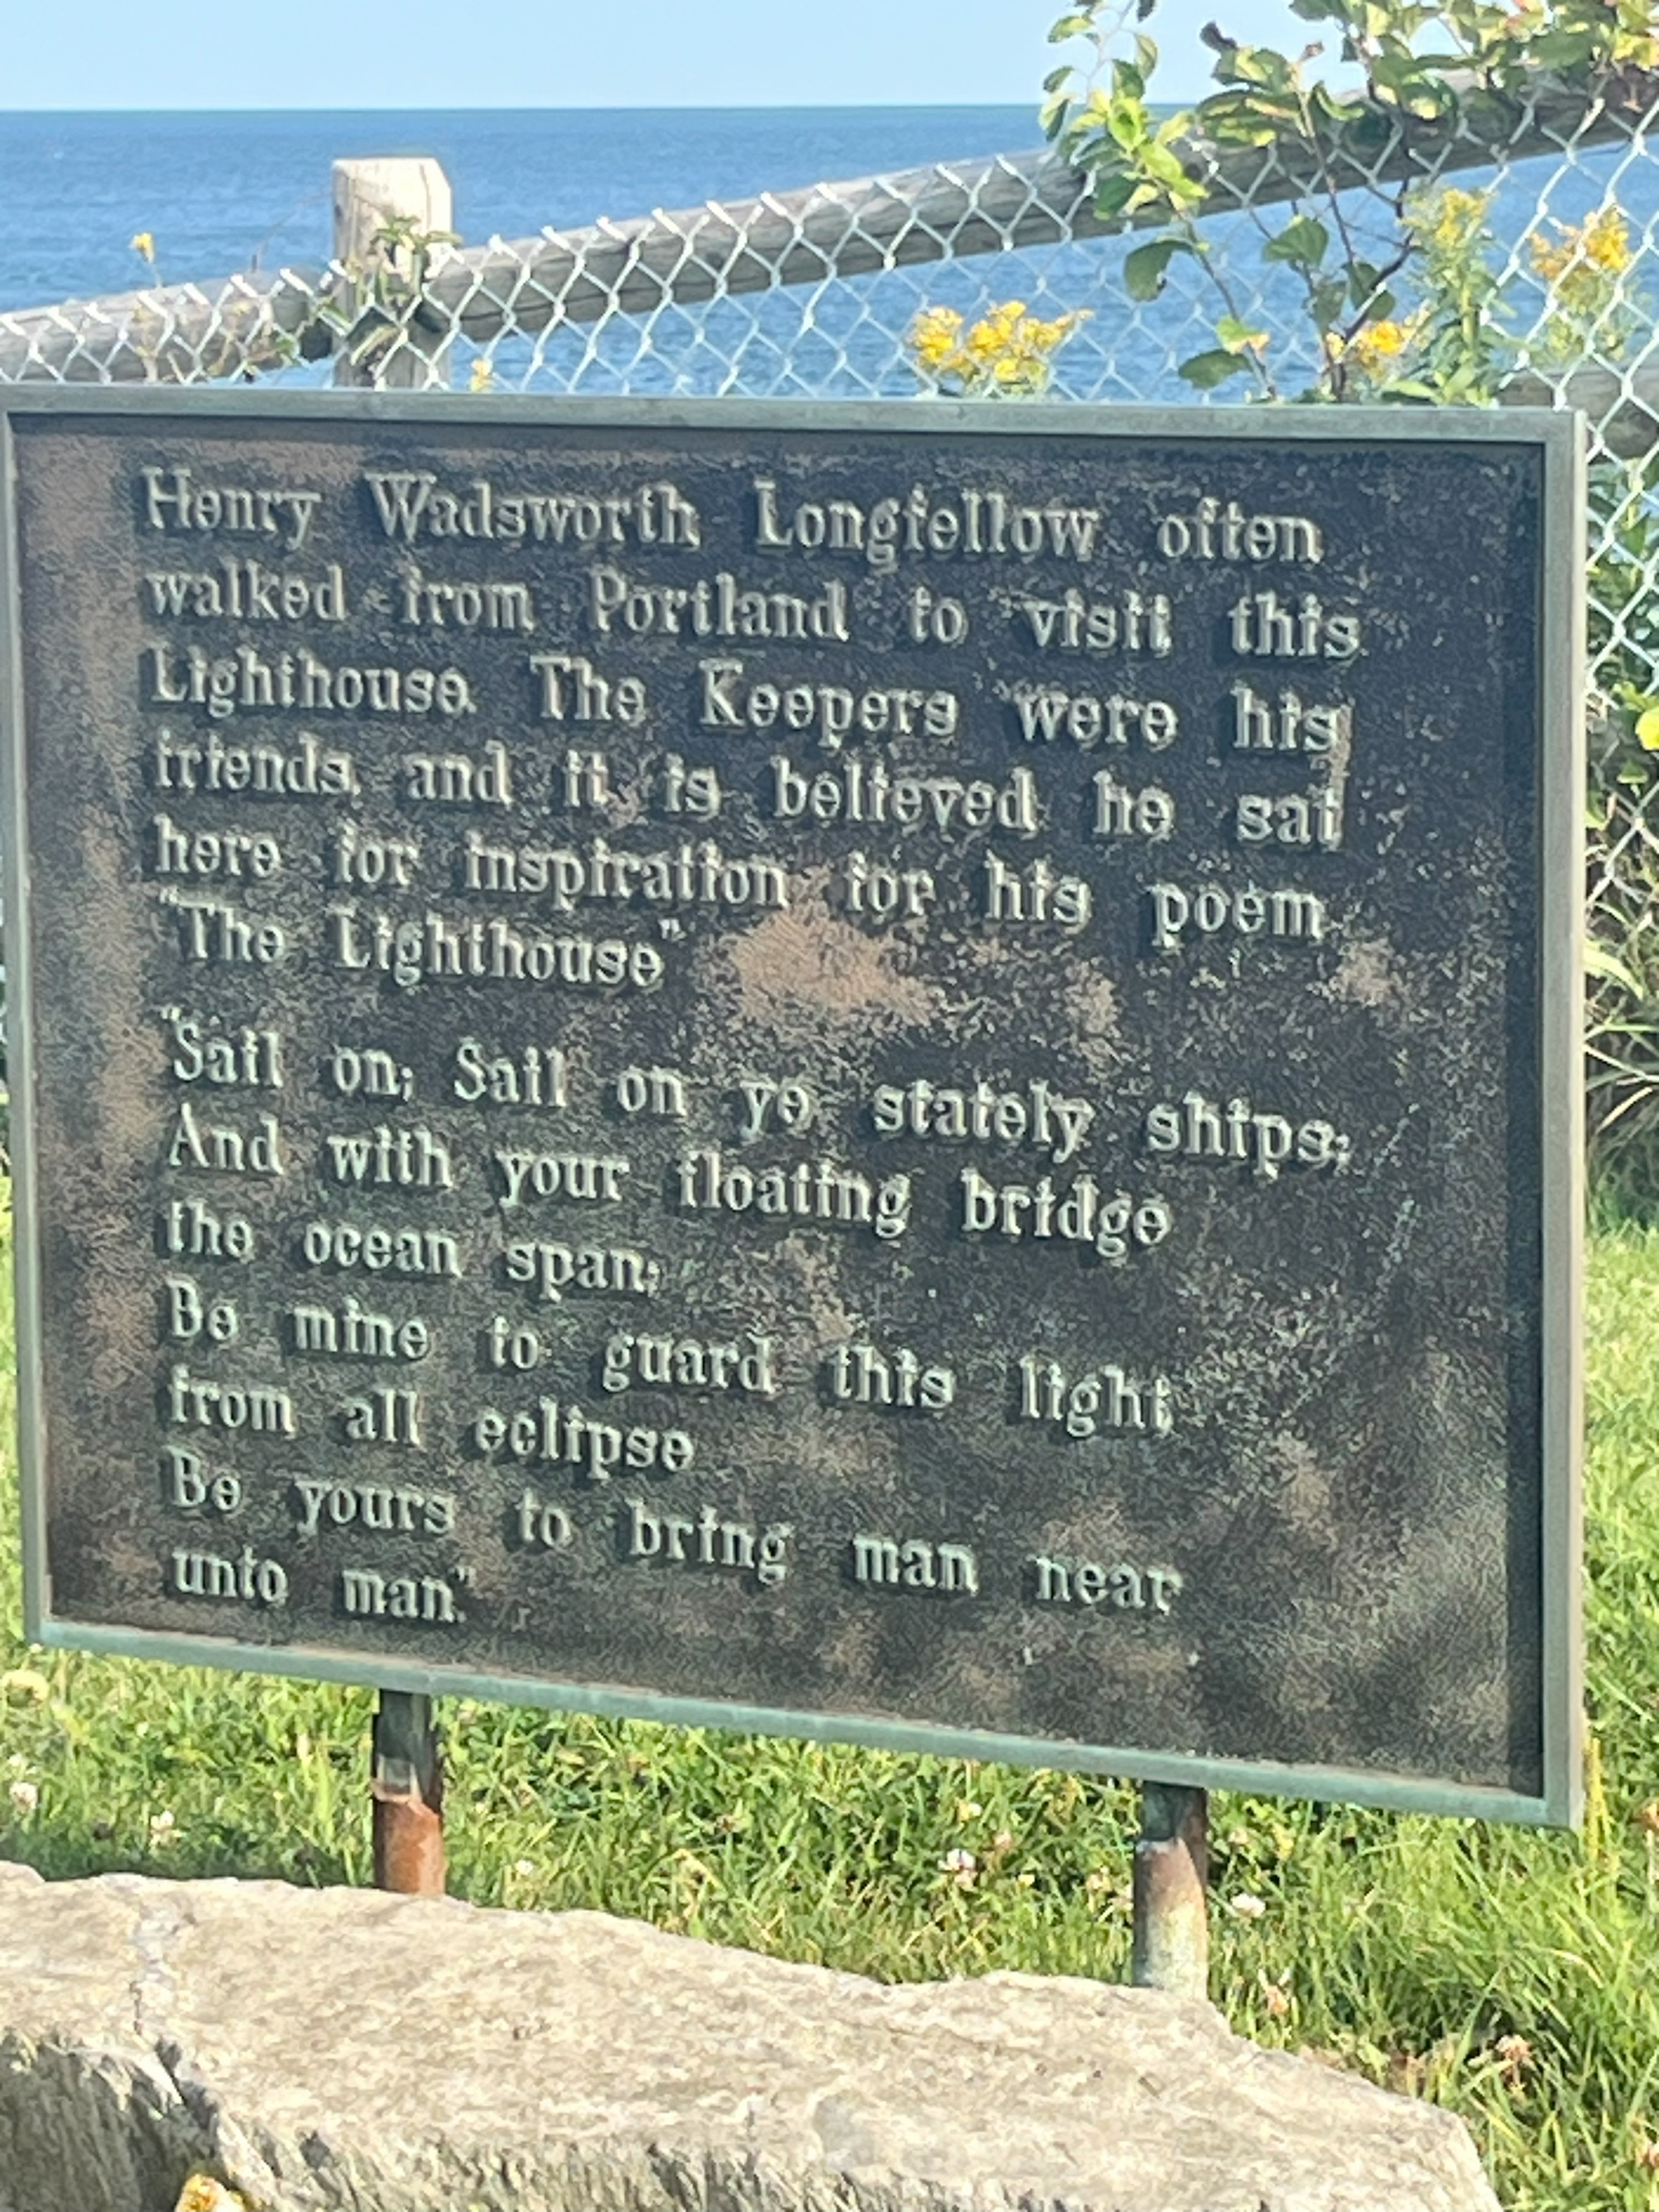 Henry Wadsworth Longfellow often
walked from Portland to visit this
Lighthouse. The Keepers were his
friends, and it is believed he sat
here for inspiration for his poem
"The Lighthouse"
"Sail on; Sail on ye stately ships;
And with your floating bridge
the ocean span;
Be mine to guard this light
from all eclipse
Be yours to bring man near
unto man."